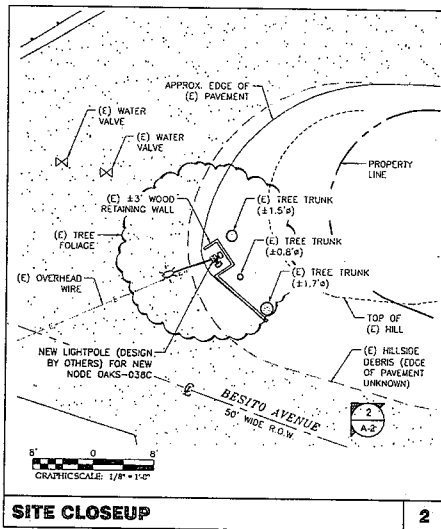 APPROX. EDGE OF
(E) PAVEMENT
(E) WATER
VALVE
(E) WATER
VALVE
PROPERTY
LINE
(E) ±3' WOOD
RETAINING WALL
(E) TREE TRUNK
(±1.5'ø)
(E) TREE
FOLIAGE
(E) TREE TRUNK
(±0.8'ø)
(E) OVERHEAD
WIRE
(E) TREE TRUNK
(±1.7'ø)
TOP OF
(E) HILL
NEW LIGHTPOLE (DESIGN
BY OTHERS) FOR NEW
NODE OAKS-038C
(E) HILLSIDE
DEBRIS (EDGE
OF PAVEMENT
UNKNOWN)
BESITO AVENUE
50' WIDE R.O.W.
2
A-2
8' 0 8'
GRAPHIC SCALE: 1/8" = 1'-0"
SITE CLOSEUP 2